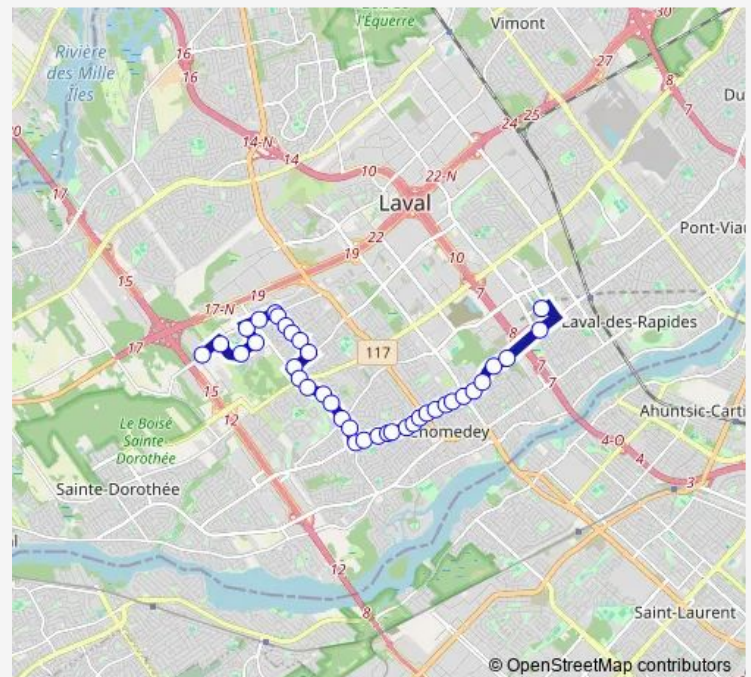 l'Équerre
Vimont
30
Rivière
des Mille
Îles
16
16
27
8
7
Du
25
24
14-N
14
10
22-N
17
Laval
Pont-Viau
22
19
10
7
15
17-N
19
17
8
Laval-des-Rapides
117
7
7
15
12
Ahuntsic-Carti
Le Boisé
Sainte-
Dorothée
Chomedey
4-O
4
3
Sainte-Dorothée
12
8
Saint-Laurent
© OpenStreetMap contributors